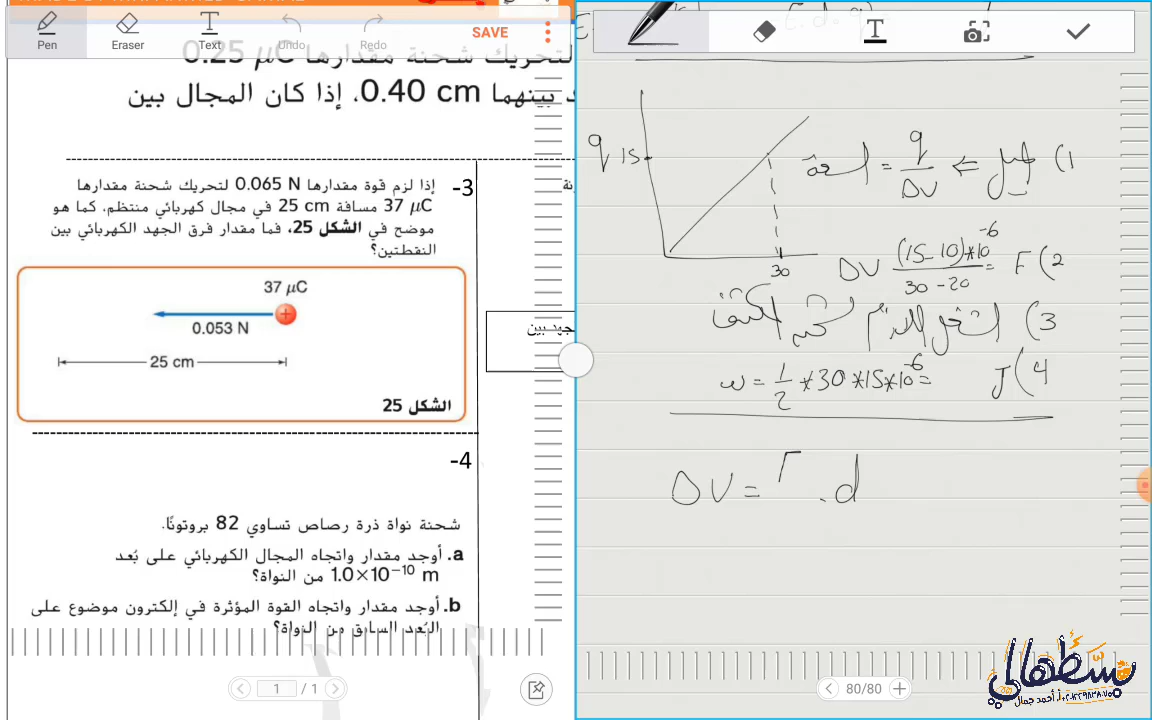 Pen
Eraser
Text
Undo
Redo
SAVE
لتحريك شحنة مقدارها 0.25 μC
بينهما 0.40 cm. إذا كان المجال بين
3-
إذا لزم قوة مقدارها 0.065 N لتحريك شحنة مقدارها
37 μC مسافة 25 cm في مجال كهربائي منتظم، كما هو
موضح في الشكل 25، فما مقدار فرق الجهد الكهربائي بين
النقطتين؟
37 μC
0.053 N
25 cm
الشكل 25
جهد بين
4-
شحنة نواة ذرة رصاص تساوي 82 بروتونًا.
a. أوجد مقدار واتجاه المجال الكهربائي على بُعد
1.0×10⁻¹⁰ m من النواة؟
b. أوجد مقدار واتجاه القوة المؤثرة في إلكترون موضوع على
البُعد السابق من النواة؟
1 / 1
q 15
30
1) الميل ⇐ q/ΔV = السعة
2) F = (15-10)*10^-6 / 30-20 ΔV
3) الشغل اللازم لشحن المكثف
4) J w = 1/2 *30*15*10^-6 =
ΔV = .d
80/80
بسطهالي
أ. أحمد جمال